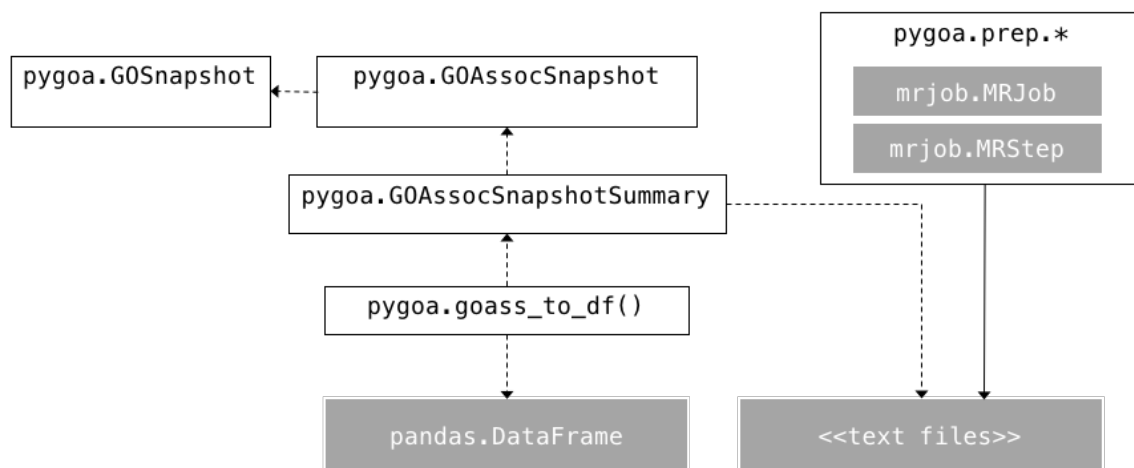 pygoa.prep.*
pygoa.GOSnapshot
pygoa.GOAssocSnapshot
mrjob.MRJob
mrjob.MRStep
pygoa.GOAssocSnapshotSummary
pygoa.goass_to_df()
pandas.DataFrame
<<text files>>